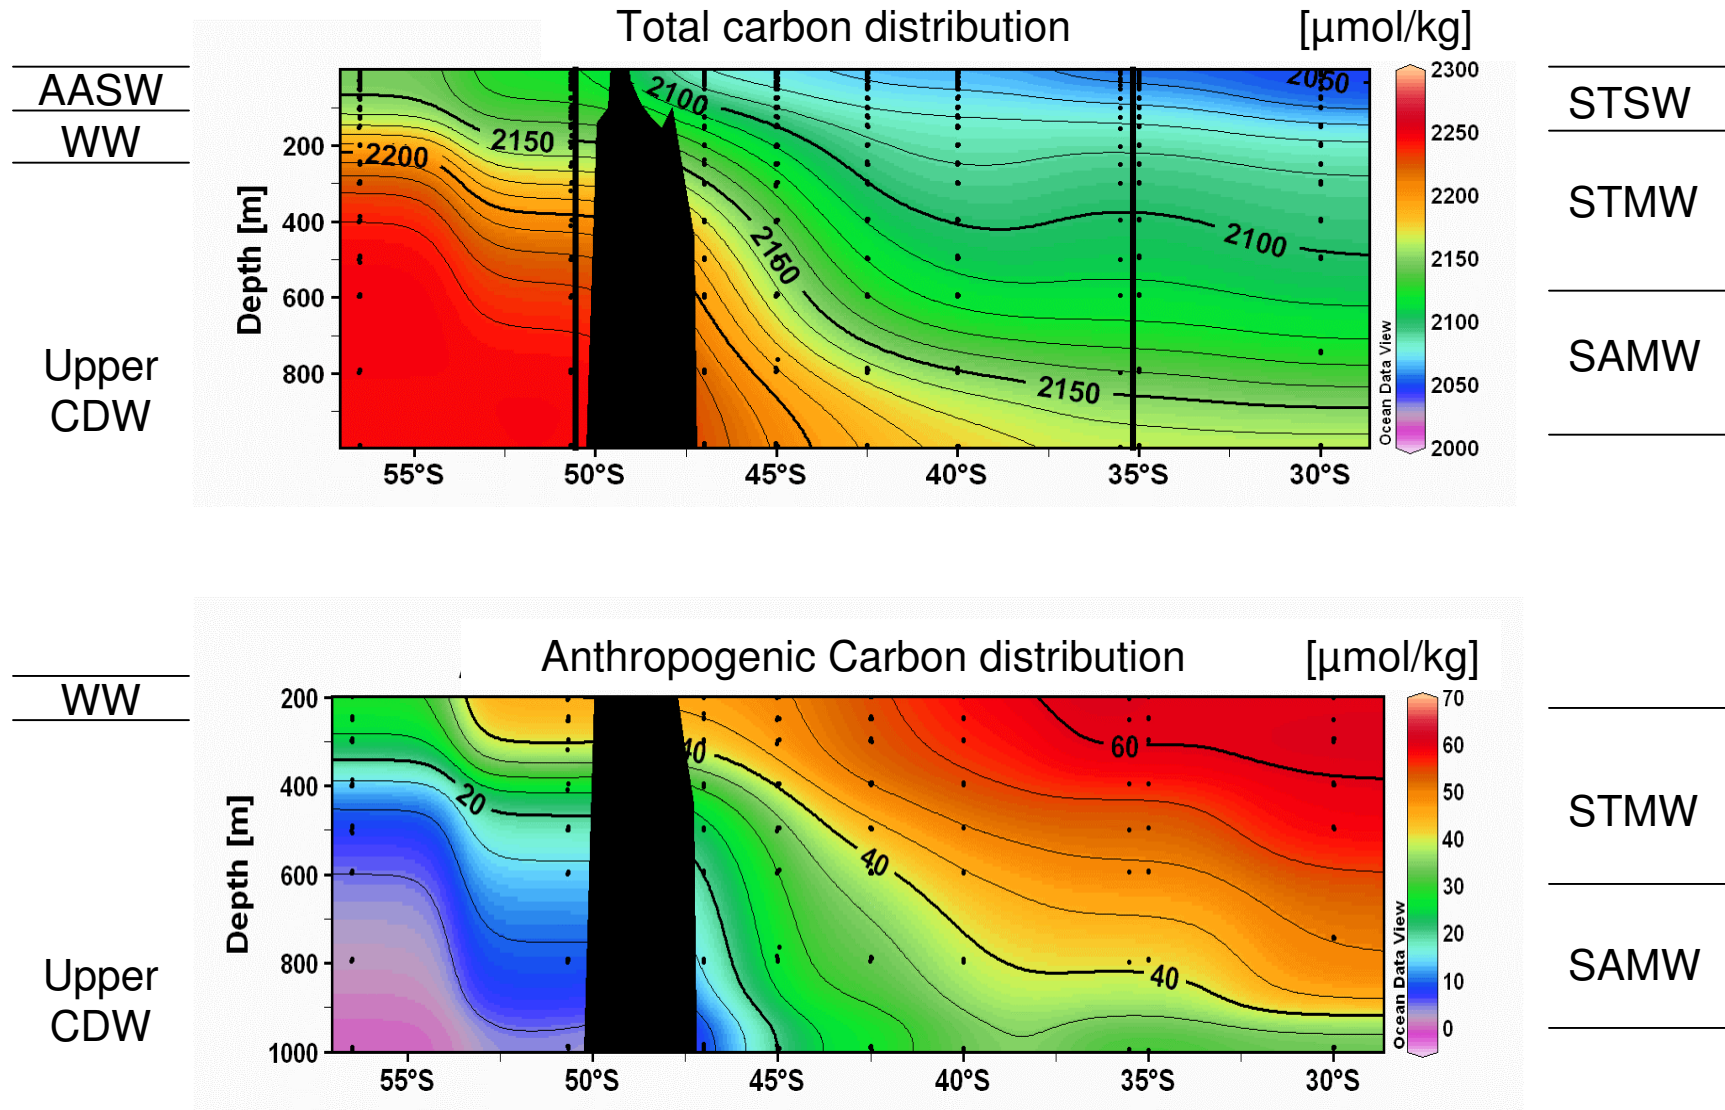 Total carbon distribution [μmol/kg]
AASW
WW
Upper
CDW
Depth [m]
200
400
600
800
2200
2150
2100
2150
2100
2150
2050
55°S
50°S
45°S
40°S
35°S
30°S
Ocean Data View
2300
2250
2200
2150
2100
2050
2000
STSW
STMW
SAMW
Anthropogenic Carbon distribution [μmol/kg]
WW
Upper
CDW
Depth [m]
200
400
600
800
1000
20
40
40
60
40
55°S
50°S
45°S
40°S
35°S
30°S
Ocean Data View
70
60
50
40
30
20
10
0
STMW
SAMW